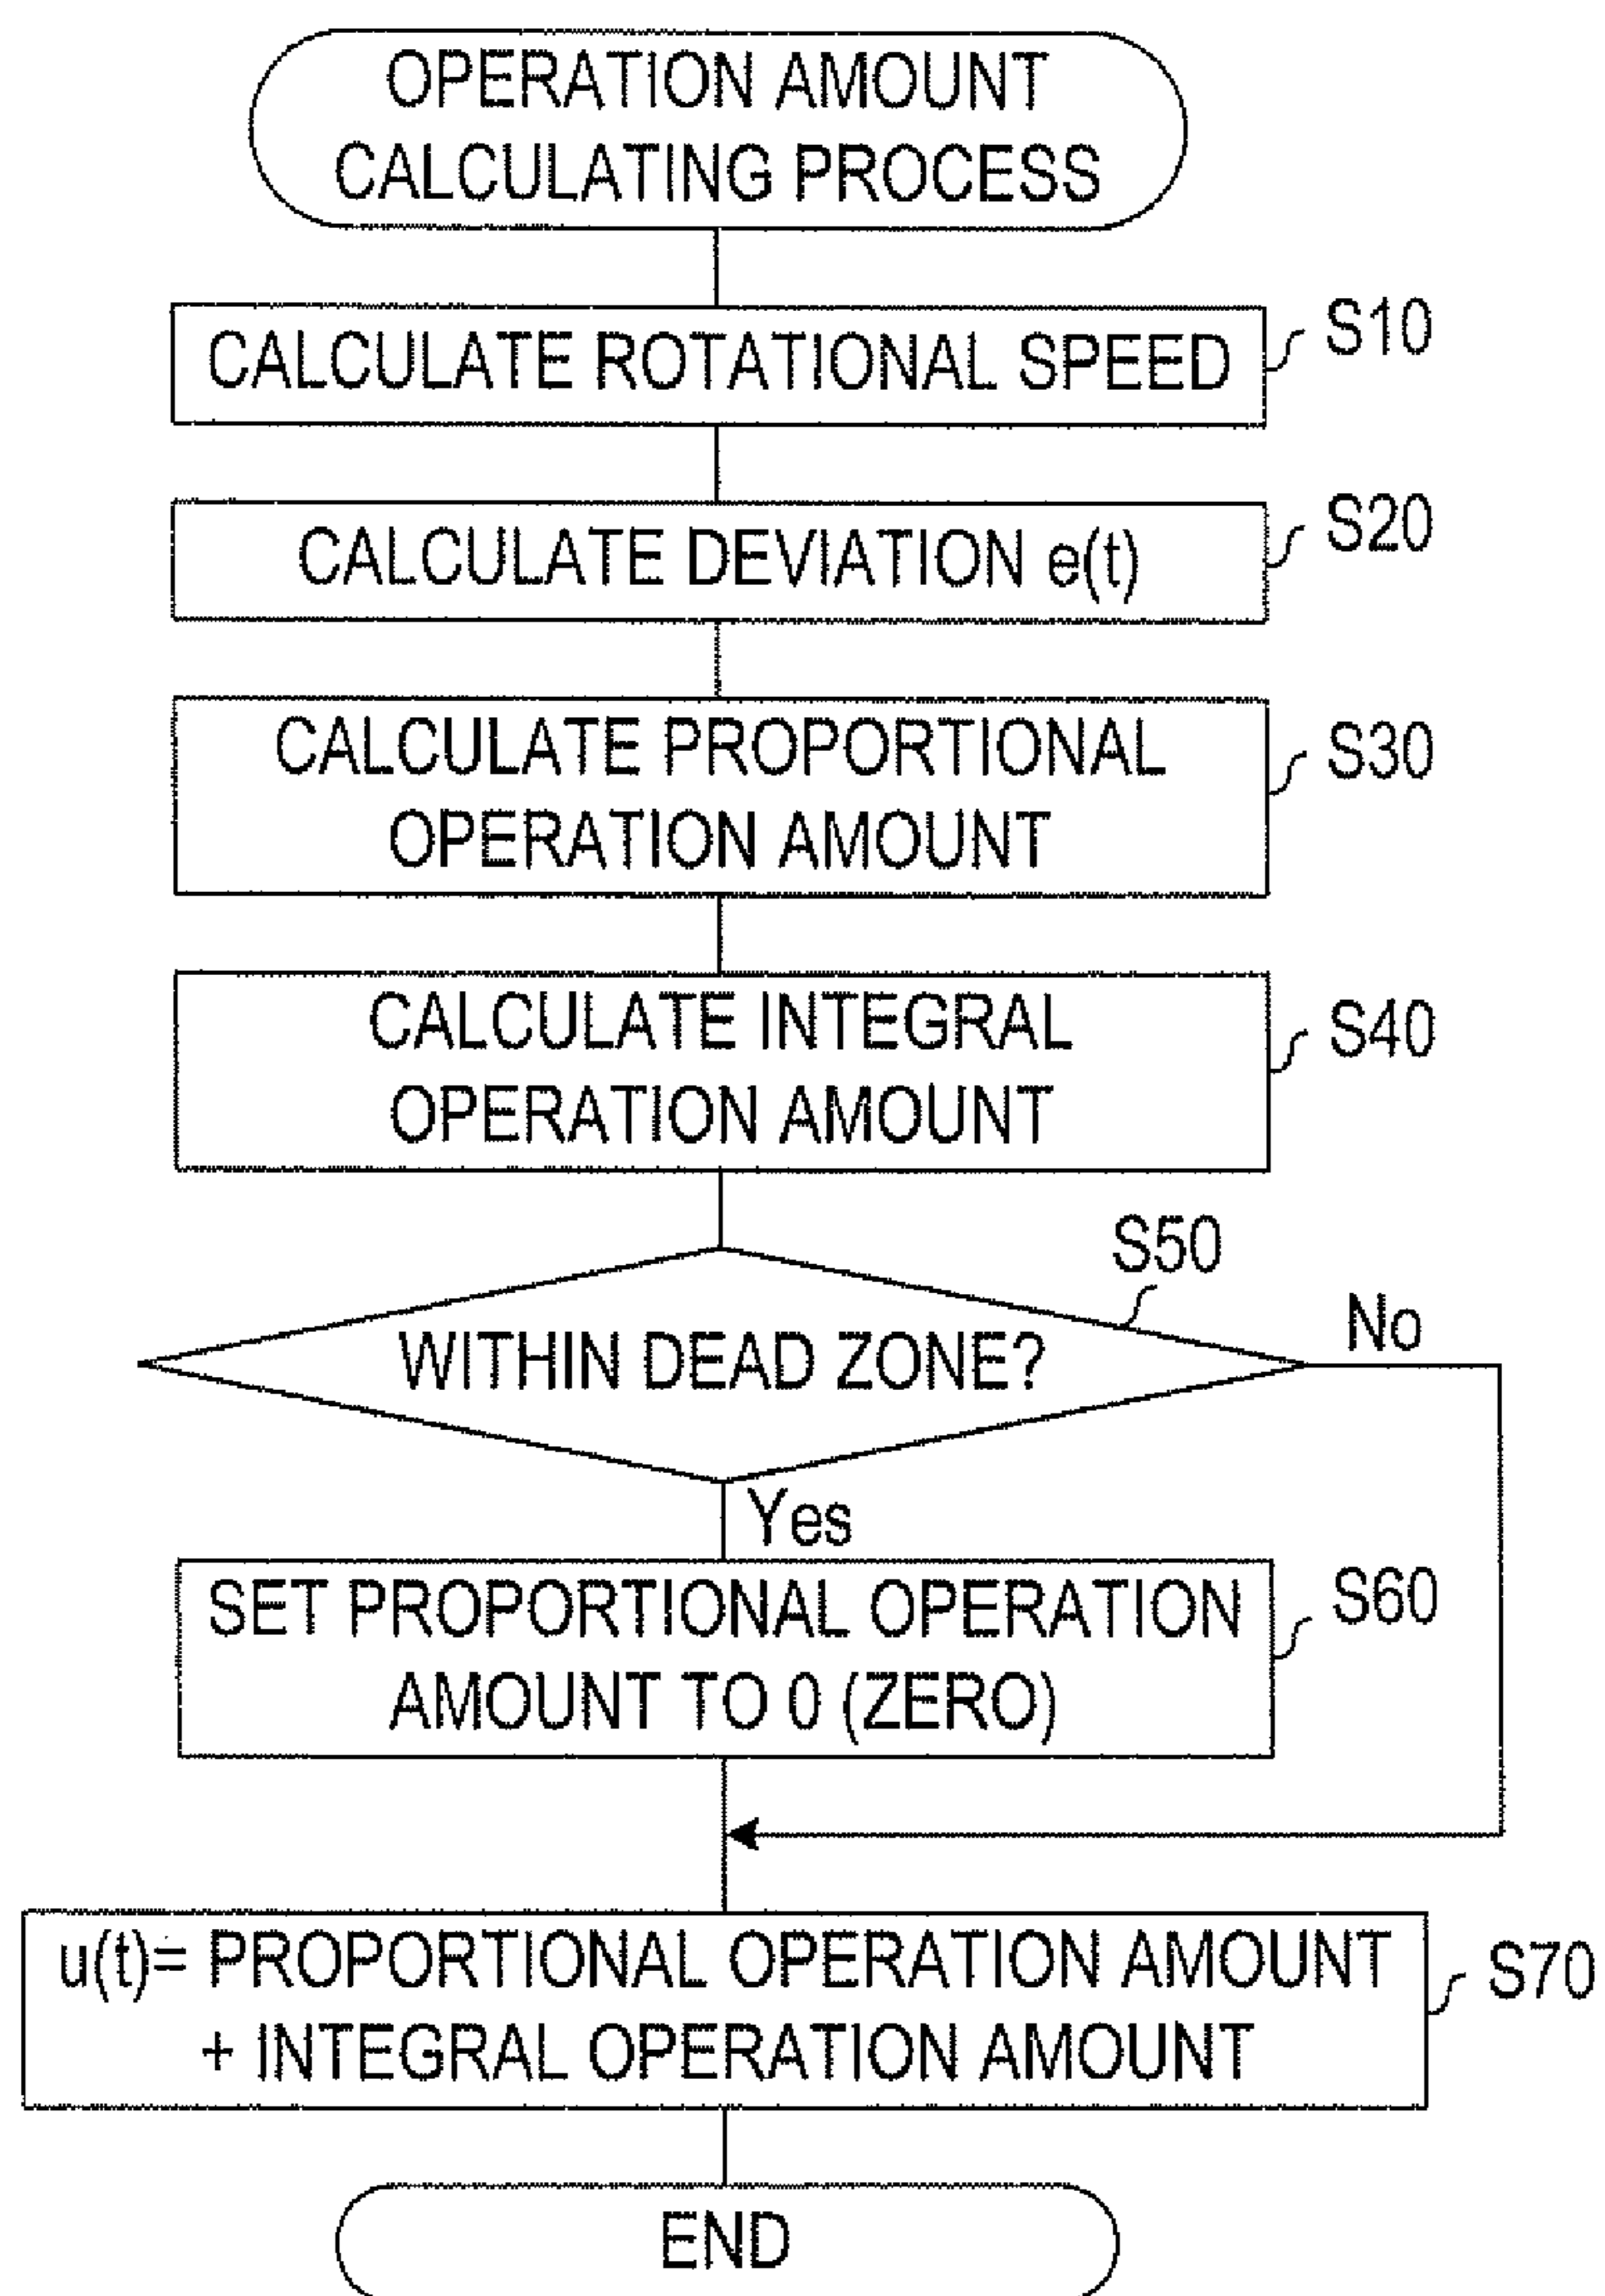 OPERATION AMOUNT
CALCULATING PROCESS
CALCULATE ROTATIONAL SPEED
S10
CALCULATE DEVIATION e(t)
S20
CALCULATE PROPORTIONAL
OPERATION AMOUNT
S30
CALCULATE INTEGRAL
OPERATION AMOUNT
S40
S50
WITHIN DEAD ZONE?
No
Yes
SET PROPORTIONAL OPERATION
AMOUNT TO 0 (ZERO)
S60
u(t)= PROPORTIONAL OPERATION AMOUNT
+ INTEGRAL OPERATION AMOUNT
S70
END